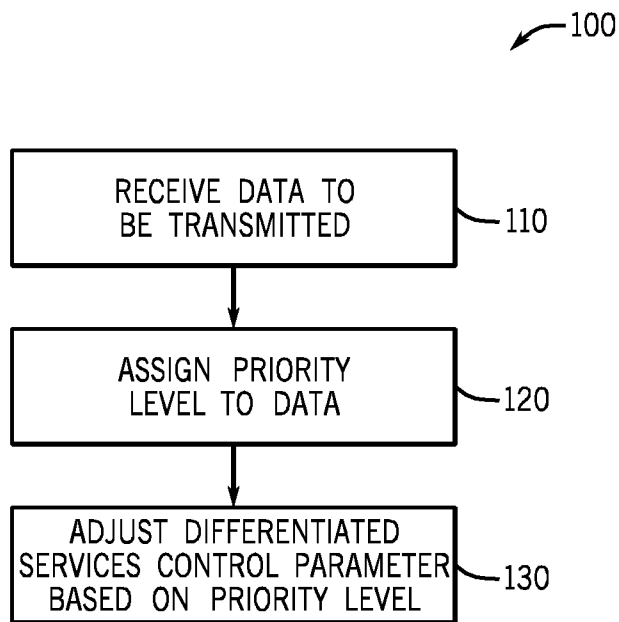 100
RECEIVE DATA TO
BE TRANSMITTED
110
ASSIGN PRIORITY
LEVEL TO DATA
120
ADJUST DIFFERENTIATED
SERVICES CONTROL PARAMETER
BASED ON PRIORITY LEVEL
130